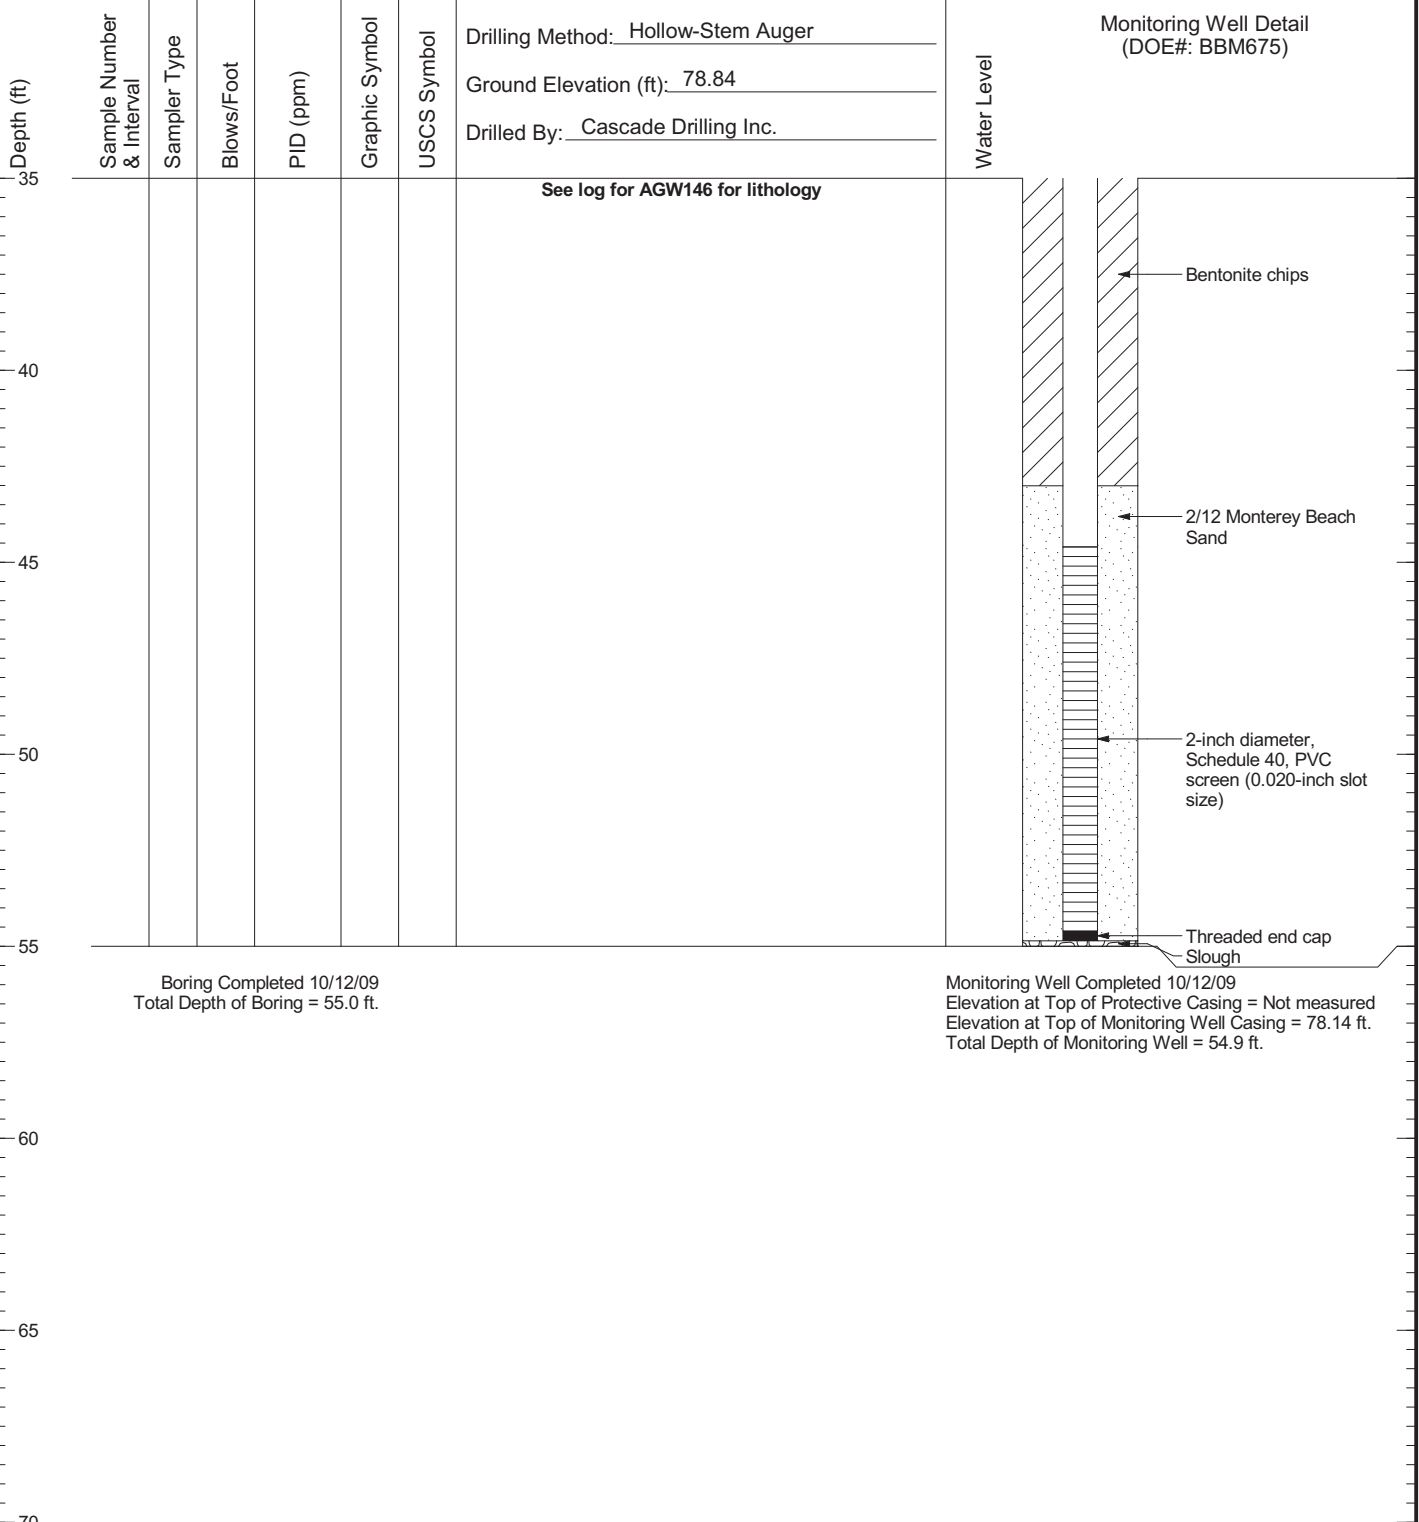 Depth (ft)
Sample Number
& Interval
Sampler Type
Blows/Foot
PID (ppm)
Graphic Symbol
USCS Symbol
Drilling Method: Hollow-Stem Auger
Ground Elevation (ft): 78.84
Drilled By: Cascade Drilling Inc.
Water Level
Monitoring Well Detail
(DOE#: BBM675)
35
See log for AGW146 for lithology
Bentonite chips
40
2/12 Monterey Beach
Sand
45
2-inch diameter,
Schedule 40, PVC
screen (0.020-inch slot
size)
50
Threaded end cap
Slough
55
Boring Completed 10/12/09
Total Depth of Boring = 55.0 ft.
Monitoring Well Completed 10/12/09
Elevation at Top of Protective Casing = Not measured
Elevation at Top of Monitoring Well Casing = 78.14 ft.
Total Depth of Monitoring Well = 54.9 ft.
60
65
70